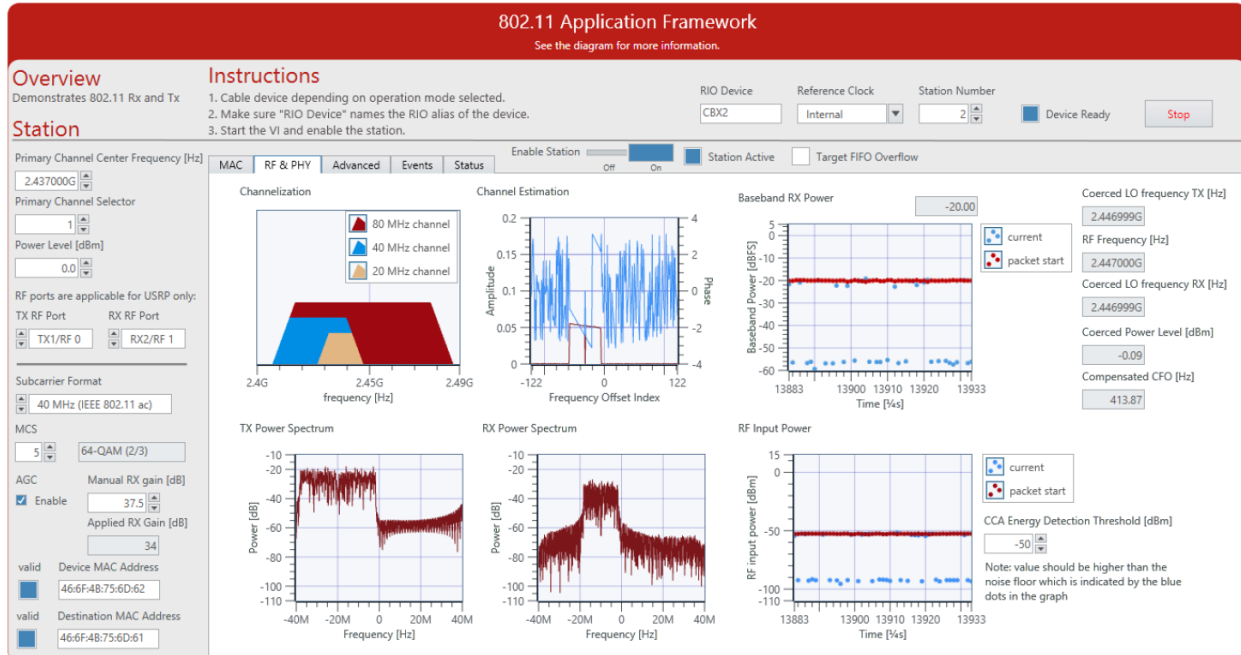 802.11 Application Framework
See the diagram for more information.
Overview
Demonstrates 802.11 Rx and Tx
Instructions
1. Cable device depending on operation mode selected.
2. Make sure "RIO Device" names the RIO alias of the device.
3. Start the VI and enable the station.
RIO Device
CBX2
Reference Clock
Internal
Station Number
2
Device Ready
Stop
Station
Primary Channel Center Frequency [Hz]
2.437000G
Primary Channel Selector
1
Power Level [dBm]
0.0
RF ports are applicable for USRP only:
TX RF Port
RX RF Port
TX1/RF 0
RX2/RF 1
Subcarrier Format
40 MHz (IEEE 802.11 ac)
MCS
5
64-QAM (2/3)
AGC
Enable
Manual RX gain [dB]
37.5
Applied RX Gain [dB]
34
valid
Device MAC Address
46:6F:4B:75:6D:62
valid
Destination MAC Address
46:6F:4B:75:6D:61
MAC
RF & PHY
Advanced
Events
Status
Enable Station
Off
On
Station Active
Target FIFO Overflow
Channelization
80 MHz channel
40 MHz channel
20 MHz channel
2.4G
2.45G
2.49G
frequency [Hz]
Channel Estimation
Amplitude
0.2
0.15
0.1
0.05
0
4
2
0
-2
-4
Phase
-122
0
122
Frequency Offset Index
Baseband RX Power
-20.00
Baseband Power [dBFS]
5
0
-10
-20
-30
-40
-50
-60
13883
13900
13910
13920
13933
Time [¼s]
current
packet start
Coerced LO frequency TX [Hz]
2.446999G
RF Frequency [Hz]
2.447000G
Coerced LO frequency RX [Hz]
2.446999G
Coerced Power Level [dBm]
-0.09
Compensated CFO [Hz]
413.87
TX Power Spectrum
Power [dB]
-10
-20
-40
-60
-80
-100
-110
-40M
-20M
0
20M
40M
Frequency [Hz]
RX Power Spectrum
Power [dB]
-10
-20
-40
-60
-80
-100
-110
-40M
-20M
0
20M
40M
Frequency [Hz]
RF Input Power
RF input power [dBm]
15
0
-50
-100
-110
13883
13900
13910
13920
13933
Time [¼s]
current
packet start
CCA Energy Detection Threshold [dBm]
-50
Note: value should be higher than the
noise floor which is indicated by the blue
dots in the graph